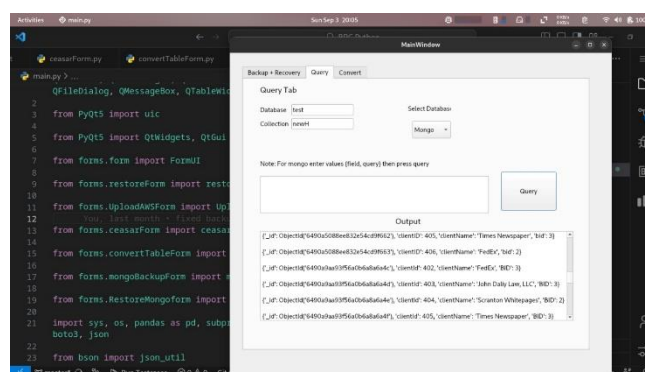 Activities main.py Sun Sep 3 20:05
ceasarForm.py convertTableForm.py
main.py > ...
QFileDialog, QMessageBox, QTableWid
2
3 from PyQt5 import uic
4
5 from PyQt5 import QtWidgets, QtGui
6
7 from forms.form import FormUI
8
9 from forms.restoreForm import resto
10
11 from forms.UploadAWSForm import Upl
12 You, last month • fixed back
13 from forms.ceasarForm import ceasar
14
15 from forms.convertTableForm import
16
17 from forms.mongoBackupForm import m
18
19 from forms.RestoreMongoform import
20
21 import sys, os, pandas as pd, subpr
boto3, json
22
23 from bson import json_util
MainWindow
Backup + Recovery Query Convert
Query Tab
Database test Select Database
Collection newH
Mongo
Note: For mongo enter values {field, query} then press query
Query
Output
{'_id': ObjectId('6490a5088ee832e54cd9f662'), 'clientID': 405, 'clientName': 'Times Newspaper', 'bid': 3}
{'_id': ObjectId('6490a5088ee832e54cd9f663'), 'clientID': 406, 'clientName': 'FedEx', 'bid': 2}
{'_id': ObjectId('6490a9aa93f56a0b6a8a6a4c'), 'clientId': 402, 'clientName': 'FedEx', 'BID': 3}
{'_id': ObjectId('6490a9aa93f56a0b6a8a6a4d'), 'clientId': 403, 'clientName': 'John Daily Law, LLC', 'BID': 3}
{'_id': ObjectId('6490a9aa93f56a0b6a8a6a4e'), 'clientId': 404, 'clientName': 'Scranton Whitepages', 'BID': 2}
{'_id': ObjectId('6490a9aa93f56a0b6a8a6a4f'), 'clientId': 405, 'clientName': 'Times Newspaper', 'BID': 3}